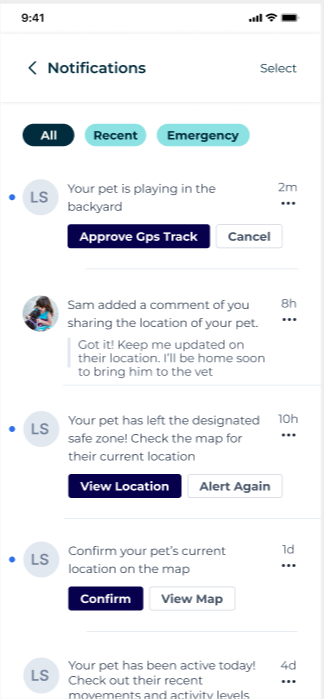 9:41
Notifications
Select
All
Recent
Emergency
LS
Your pet is playing in the
backyard
2m
Approve Gps Track
Cancel
Sam added a comment of you
sharing the location of your pet.
8h
Got it! Keep me updated on
their location. I'll be home soon
to bring him to the vet
LS
Your pet has left the designated
safe zone! Check the map for
their current location
10h
View Location
Alert Again
LS
Confirm your pet's current
location on the map
1d
Confirm
View Map
LS
Your pet has been active today!
Check out their recent
movements and activity levels
4d